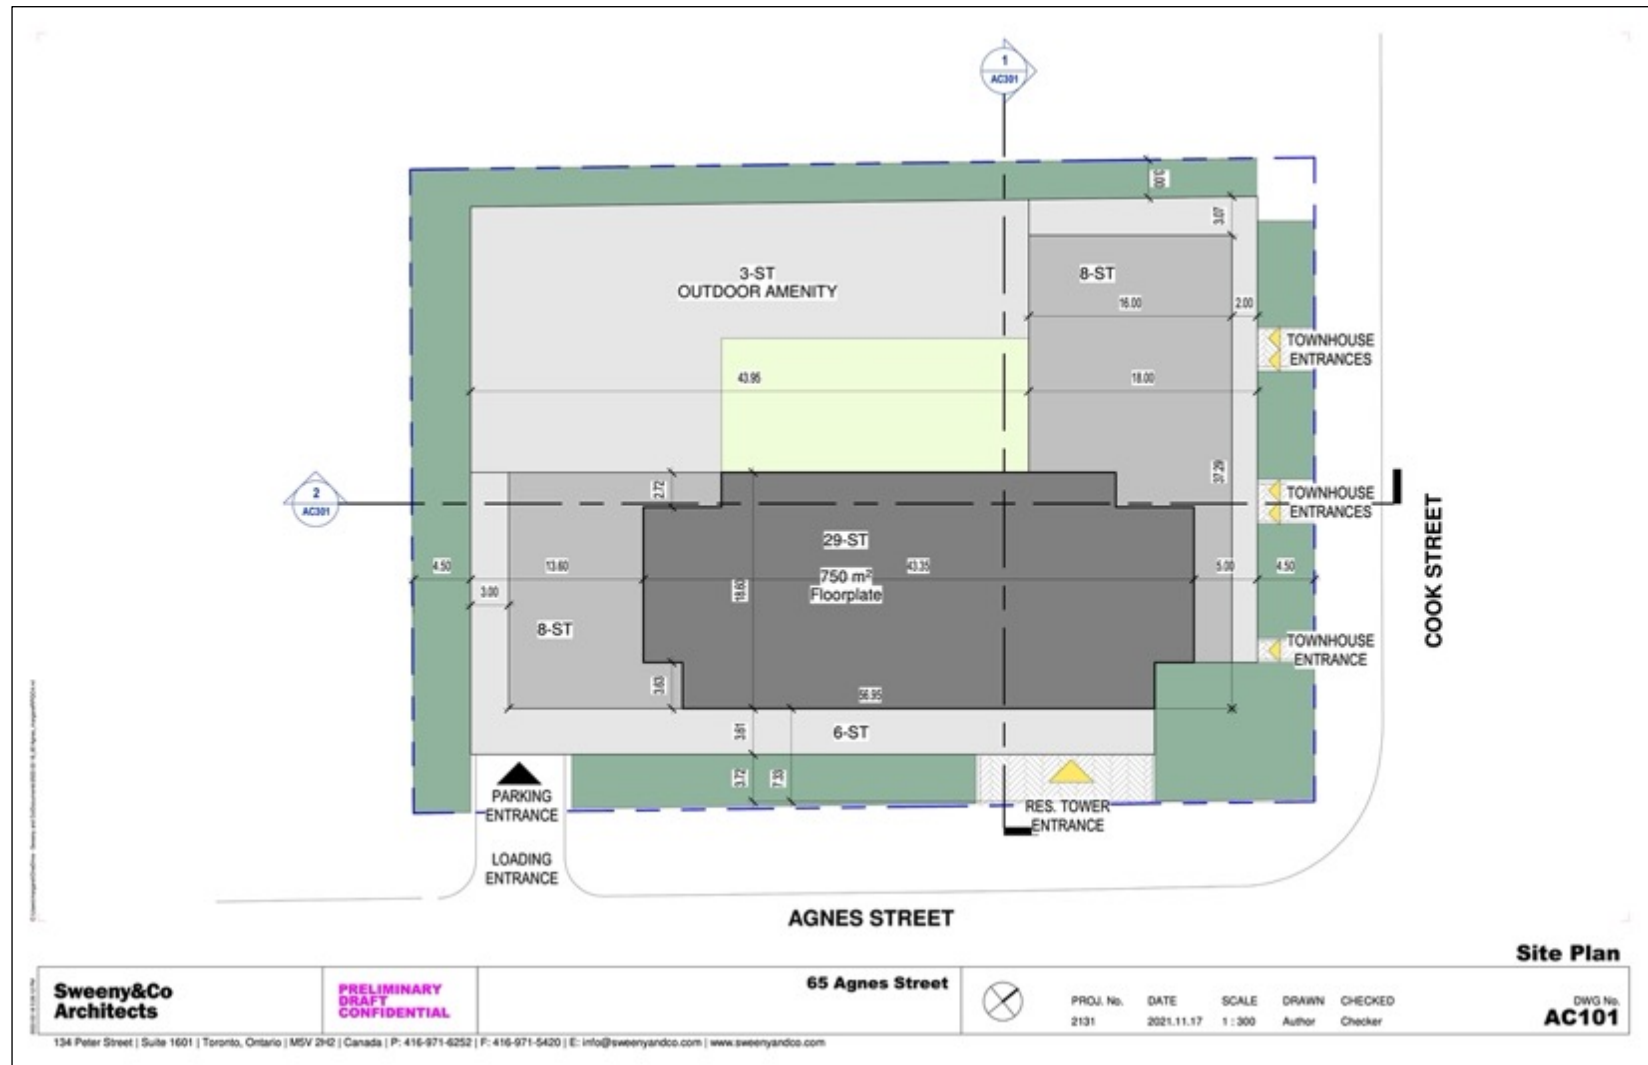 1
AC301
3.00
3.07
3-ST
OUTDOOR AMENITY
8-ST
16.00
2.00
TOWNHOUSE
ENTRANCES
43.95
18.00
37.29
2.72
2
AC301
TOWNHOUSE
ENTRANCES
COOK STREET
29-ST
750 m²
Floorplate
4.50
13.60
43.35
5.00
4.50
3.00
18.60
8-ST
TOWNHOUSE
ENTRANCE
3.63
56.95
3.61
6-ST
3.72
7.33
PARKING
ENTRANCE
RES. TOWER
ENTRANCE
LOADING
ENTRANCE
AGNES STREET
Site Plan
Sweeny&Co
Architects
PRELIMINARY
DRAFT
CONFIDENTIAL
65 Agnes Street
PROJ. No. DATE SCALE DRAWN CHECKED
2131 2021.11.17 1 : 300 Author Checker
DWG No.
AC101
134 Peter Street | Suite 1601 | Toronto, Ontario | M5V 2H2 | Canada | P: 416-971-6252 | F: 416-971-5420 | E: info@sweenyandco.com | www.sweenyandco.com